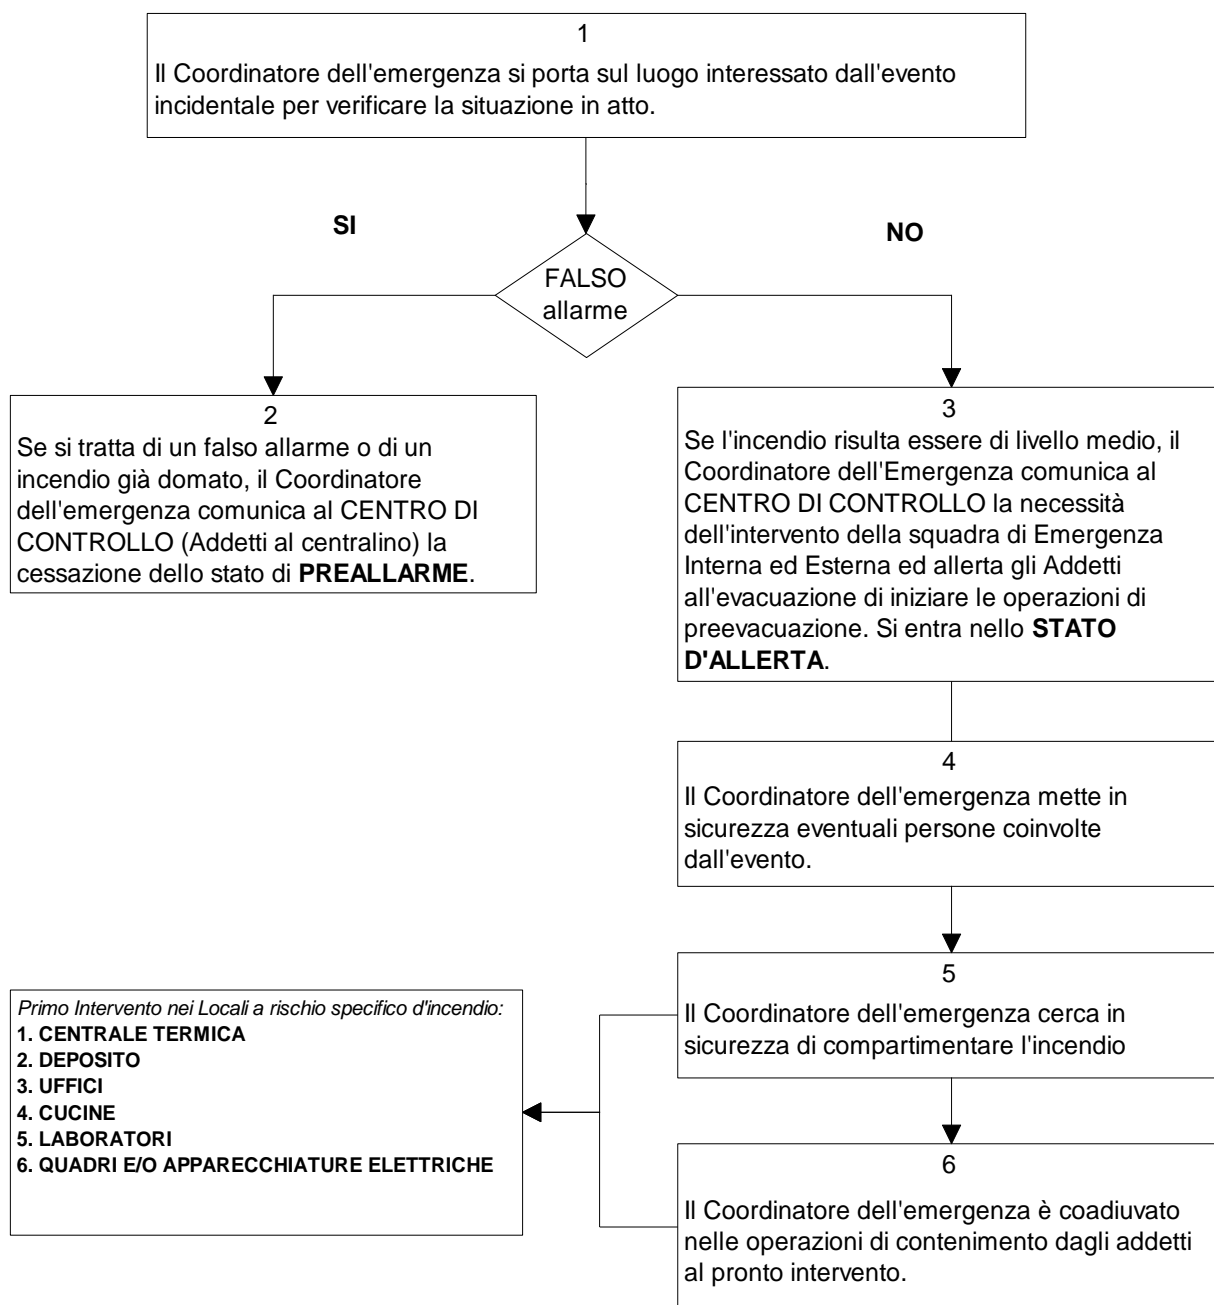 1
Il Coordinatore dell'emergenza si porta sul luogo interessato dall'evento
incidentale per verificare la situazione in atto.
SI
NO
FALSO
allarme
2
Se si tratta di un falso allarme o di un
incendio già domato, il Coordinatore
dell'emergenza comunica al CENTRO DI
CONTROLLO (Addetti al centralino) la
cessazione dello stato di PREALLARME.
3
Se l'incendio risulta essere di livello medio, il
Coordinatore dell'Emergenza comunica al
CENTRO DI CONTROLLO la necessità
dell'intervento della squadra di Emergenza
Interna ed Esterna ed allerta gli Addetti
all'evacuazione di iniziare le operazioni di
preevacuazione. Si entra nello STATO
D'ALLERTA.
4
Il Coordinatore dell'emergenza mette in
sicurezza eventuali persone coinvolte
dall'evento.
5
Il Coordinatore dell'emergenza cerca in
sicurezza di compartimentare l'incendio
Primo Intervento nei Locali a rischio specifico d'incendio:
1. CENTRALE TERMICA
2. DEPOSITO
3. UFFICI
4. CUCINE
5. LABORATORI
6. QUADRI E/O APPARECCHIATURE ELETTRICHE
6
Il Coordinatore dell'emergenza è coadiuvato
nelle operazioni di contenimento dagli addetti
al pronto intervento.